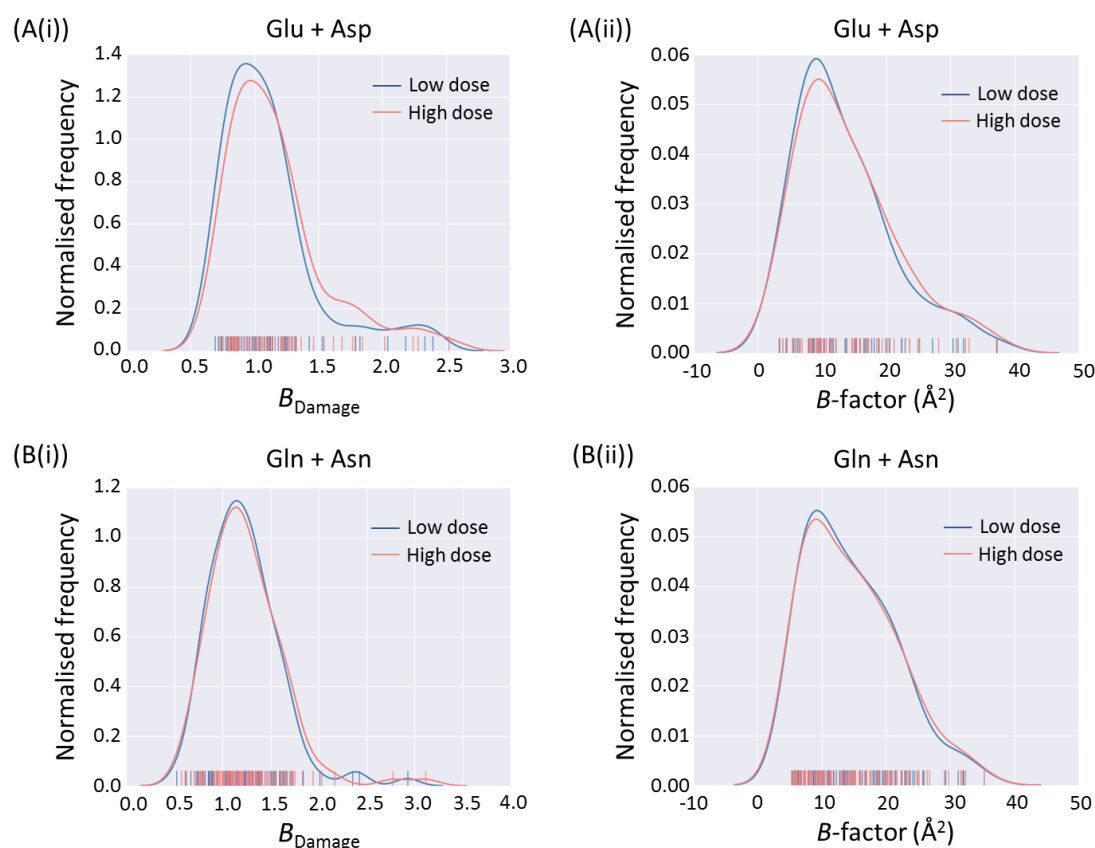 (A(i))
Glu + Asp
Normalised frequency
1.4
1.2
1.0
0.8
0.6
0.4
0.2
0.0
Low dose
High dose
0.0 0.5 1.0 1.5 2.0 2.5 3.0
BDamage
(A(ii))
Glu + Asp
Normalised frequency
0.06
0.05
0.04
0.03
0.02
0.01
0.00
Low dose
High dose
-10 0 10 20 30 40 50
B-factor (Å²)
(B(i))
Gln + Asn
Normalised frequency
1.2
1.0
0.8
0.6
0.4
0.2
0.0
Low dose
High dose
0.0 0.5 1.0 1.5 2.0 2.5 3.0 3.5 4.0
BDamage
(B(ii))
Gln + Asn
Normalised frequency
0.06
0.05
0.04
0.03
0.02
0.01
0.00
Low dose
High dose
-10 0 10 20 30 40 50
B-factor (Å²)